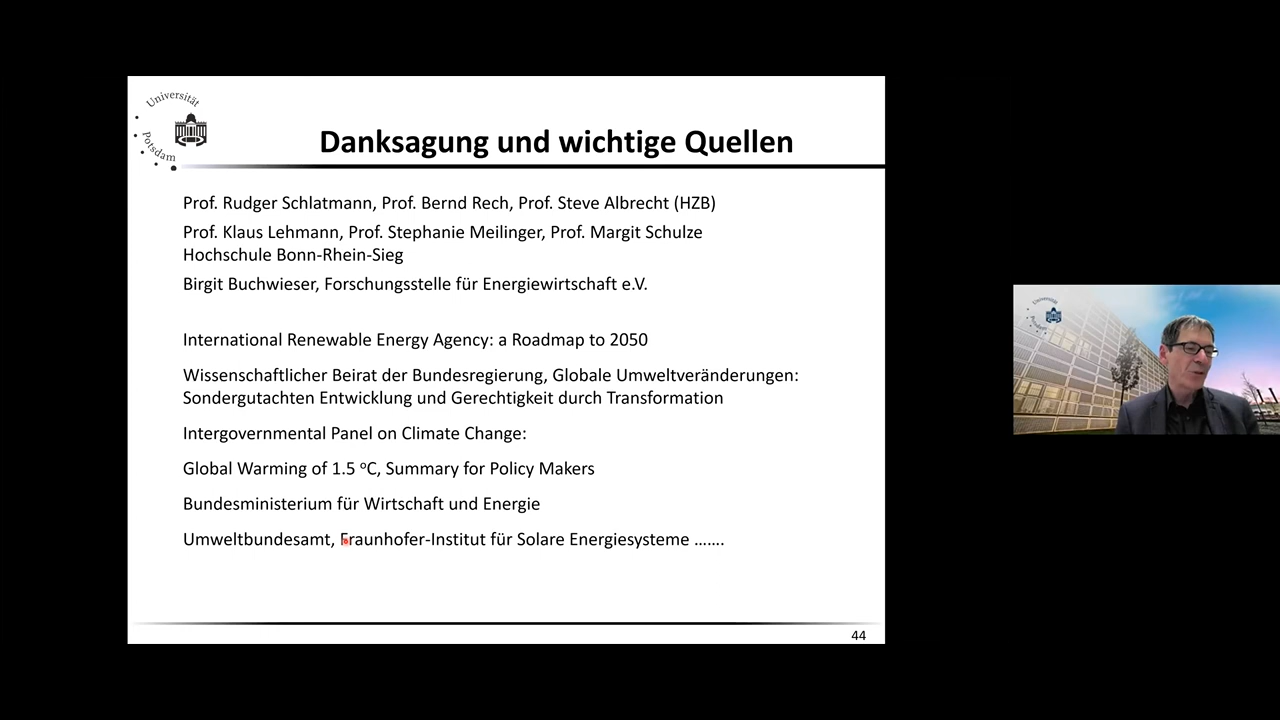 Universität
Potsdam
Danksagung und wichtige Quellen
Prof. Rudger Schlatmann, Prof. Bernd Rech, Prof. Steve Albrecht (HZB)
Prof. Klaus Lehmann, Prof. Stephanie Meilinger, Prof. Margit Schulze
Hochschule Bonn-Rhein-Sieg
Birgit Buchwieser, Forschungsstelle für Energiewirtschaft e.V.
International Renewable Energy Agency: a Roadmap to 2050
Wissenschaftlicher Beirat der Bundesregierung, Globale Umweltveränderungen:
Sondergutachten Entwicklung und Gerechtigkeit durch Transformation
Intergovernmental Panel on Climate Change:
Global Warming of 1.5 °C, Summary for Policy Makers
Bundesministerium für Wirtschaft und Energie
Umweltbundesamt, Fraunhofer-Institut für Solare Energiesysteme …….
44
Universität
Potsdam